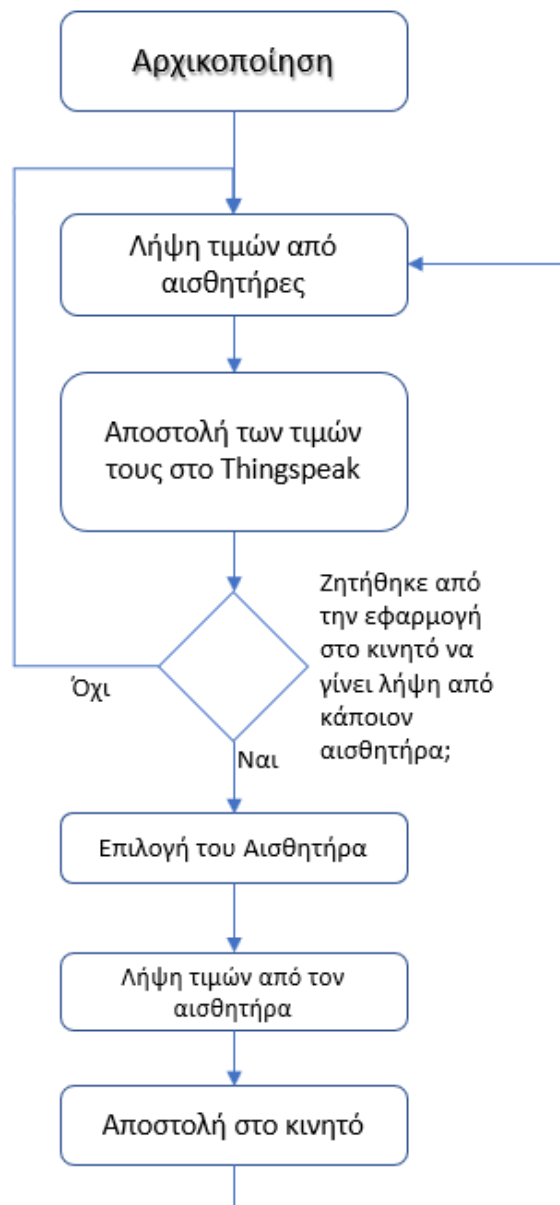 Αρχικοποίηση
Λήψη τιμών από
αισθητήρες
Αποστολή των τιμών
τους στο Thingspeak
Ζητήθηκε από
την εφαρμογή
στο κινητό να
γίνει λήψη από
κάποιον
αισθητήρα;
Όχι
Ναι
Επιλογή του Αισθητήρα
Λήψη τιμών από τον
αισθητήρα
Αποστολή στο κινητό